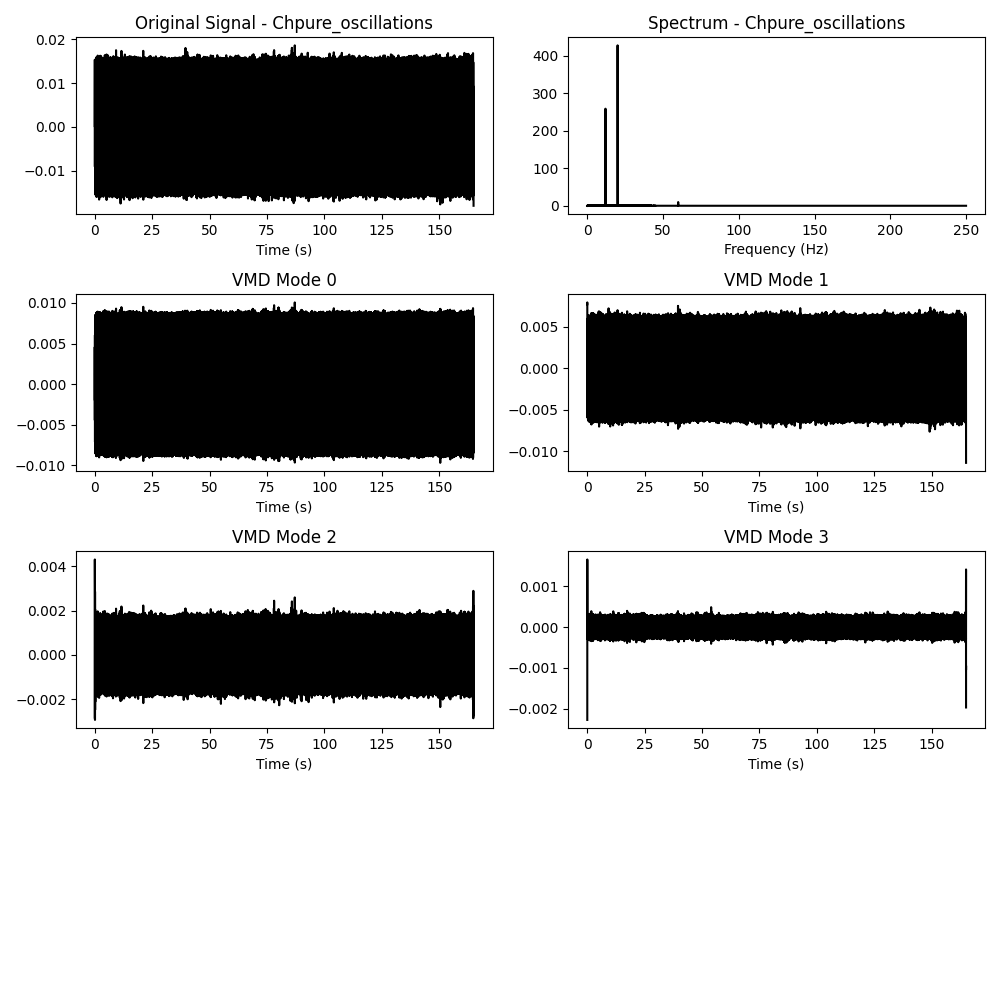 Original Signal - Chpure_oscillations
0.02
0.01
0.00
−0.01
0 25 50 75 100 125 150
Time (s)
Spectrum - Chpure_oscillations
400
300
200
100
0
0 50 100 150 200 250
Frequency (Hz)
VMD Mode 0
0.010
0.005
0.000
−0.005
−0.010
0 25 50 75 100 125 150
Time (s)
VMD Mode 1
0.005
0.000
−0.005
−0.010
0 25 50 75 100 125 150
Time (s)
VMD Mode 2
0.004
0.002
0.000
−0.002
0 25 50 75 100 125 150
Time (s)
VMD Mode 3
0.001
0.000
−0.001
−0.002
0 25 50 75 100 125 150
Time (s)